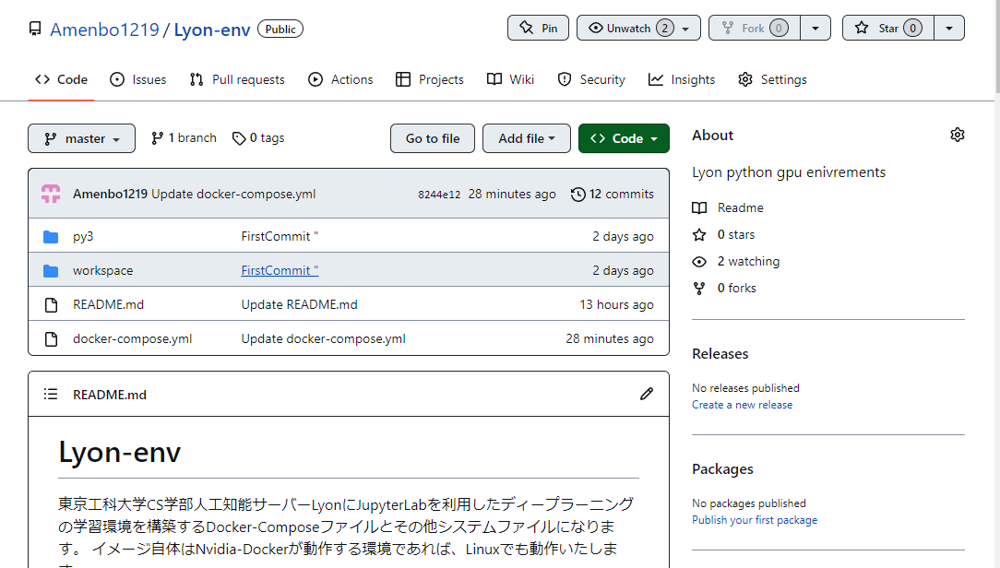 Amenbo1219 / Lyon-env Public
Pin
Unwatch 2
Fork 0
Star 0
Code
Issues
Pull requests
Actions
Projects
Wiki
Security
Insights
Settings
master
1 branch
0 tags
Go to file
Add file
Code
Amenbo1219 Update docker-compose.yml 8244e12 28 minutes ago 12 commits
py3 FirstCommit " 2 days ago
workspace FirstCommit " 2 days ago
README.md Update README.md 13 hours ago
docker-compose.yml Update docker-compose.yml 28 minutes ago
README.md
Lyon-env
東京工科大学CS学部人工知能サーバーLyonにJupyterLabを利用したディープラーニング
の学習環境を構築するDocker-Composeファイルとその他システムファイルになりま
す。 イメージ自体はNvidia-Dockerが動作する環境であれば、Linuxでも動作いたしま
About
Lyon python gpu enivrements
Readme
0 stars
2 watching
0 forks
Releases
No releases published
Create a new release
Packages
No packages published
Publish your first package